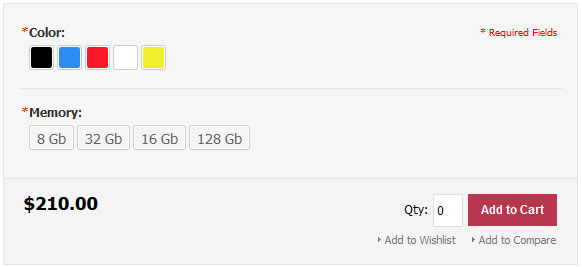 *Color:
* Required Fields
*Memory:
8 Gb 32 Gb 16 Gb 128 Gb
$210.00
Qty: 0 Add to Cart
Add to Wishlist Add to Compare